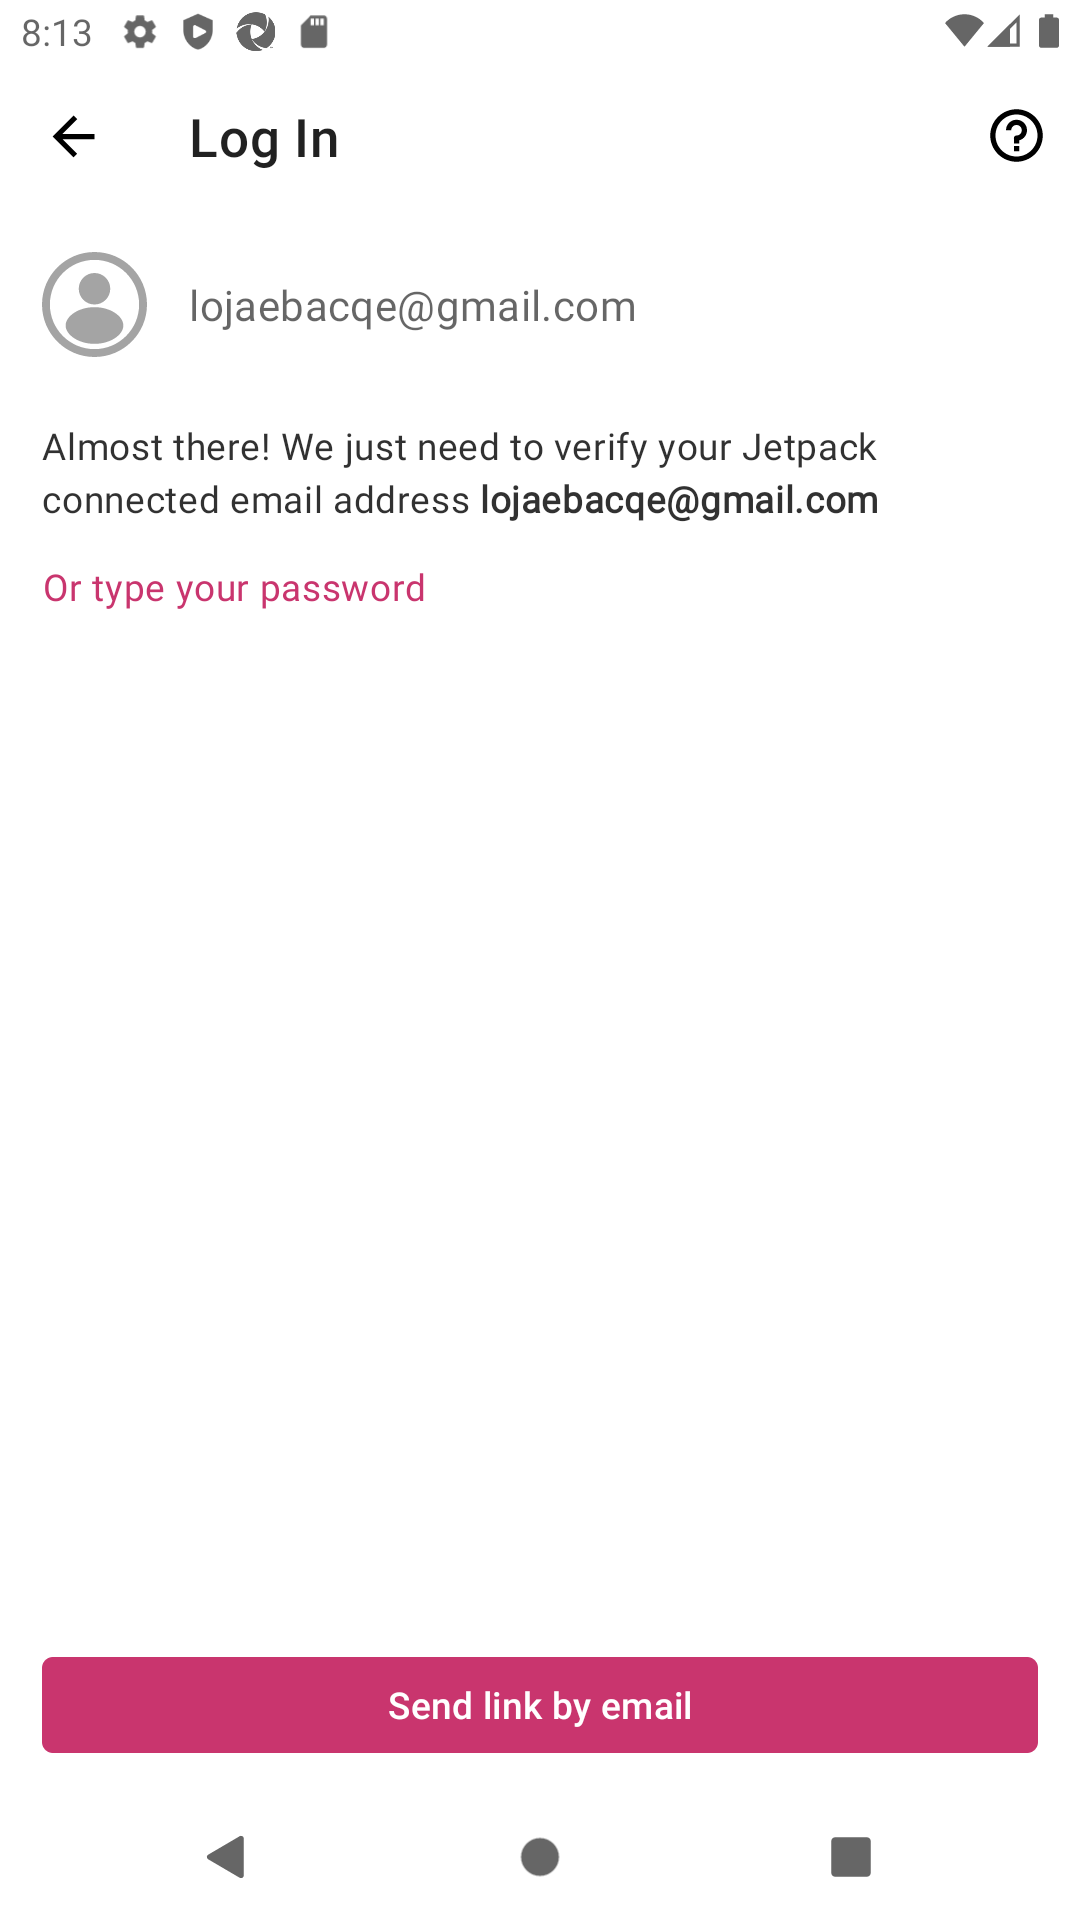 8:13
Log In
lojaebacqe@gmail.com
Almost there! We just need to verify your Jetpack
connected email address lojaebacqe@gmail.com
Or type your password
Send link by email